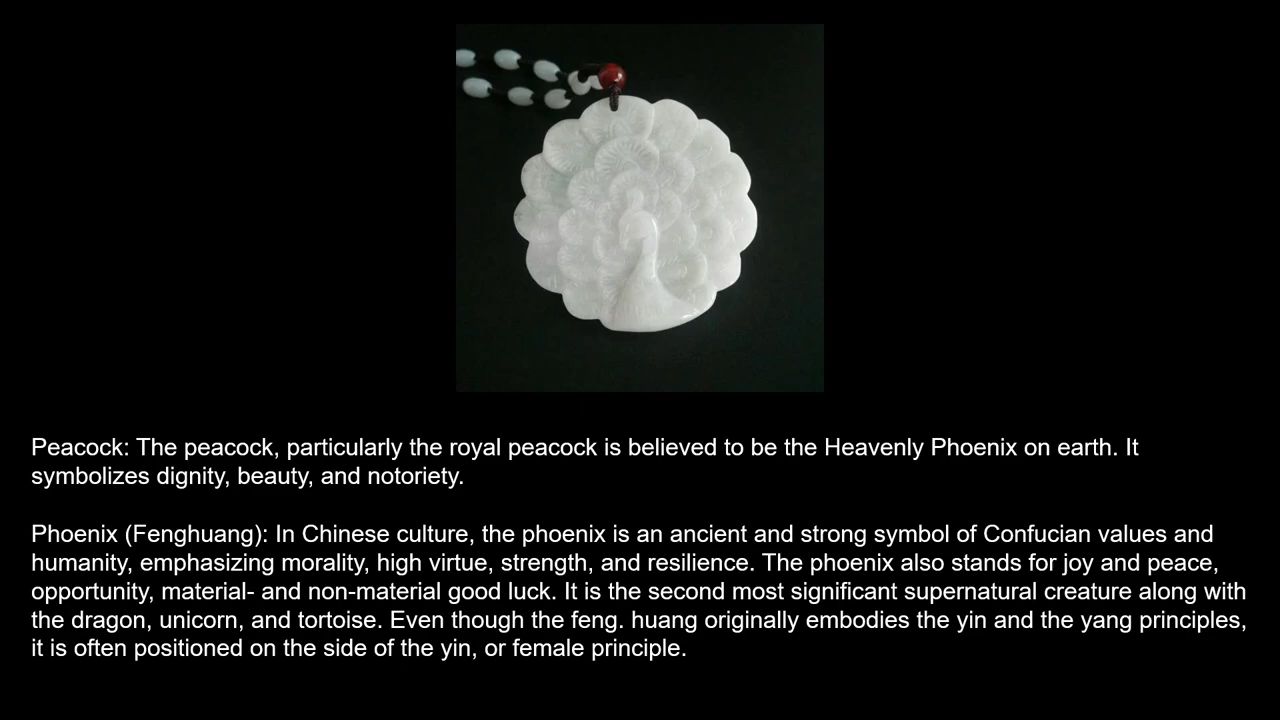 Peacock: The peacock, particularly the royal peacock is believed to be the Heavenly Phoenix on earth. It
symbolizes dignity, beauty, and notoriety.
Phoenix (Fenghuang): In Chinese culture, the phoenix is an ancient and strong symbol of Confucian values and
humanity, emphasizing morality, high virtue, strength, and resilience. The phoenix also stands for joy and peace,
opportunity, material- and non-material good luck. It is the second most significant supernatural creature along with
the dragon, unicorn, and tortoise. Even though the feng. huang originally embodies the yin and the yang principles,
it is often positioned on the side of the yin, or female principle.